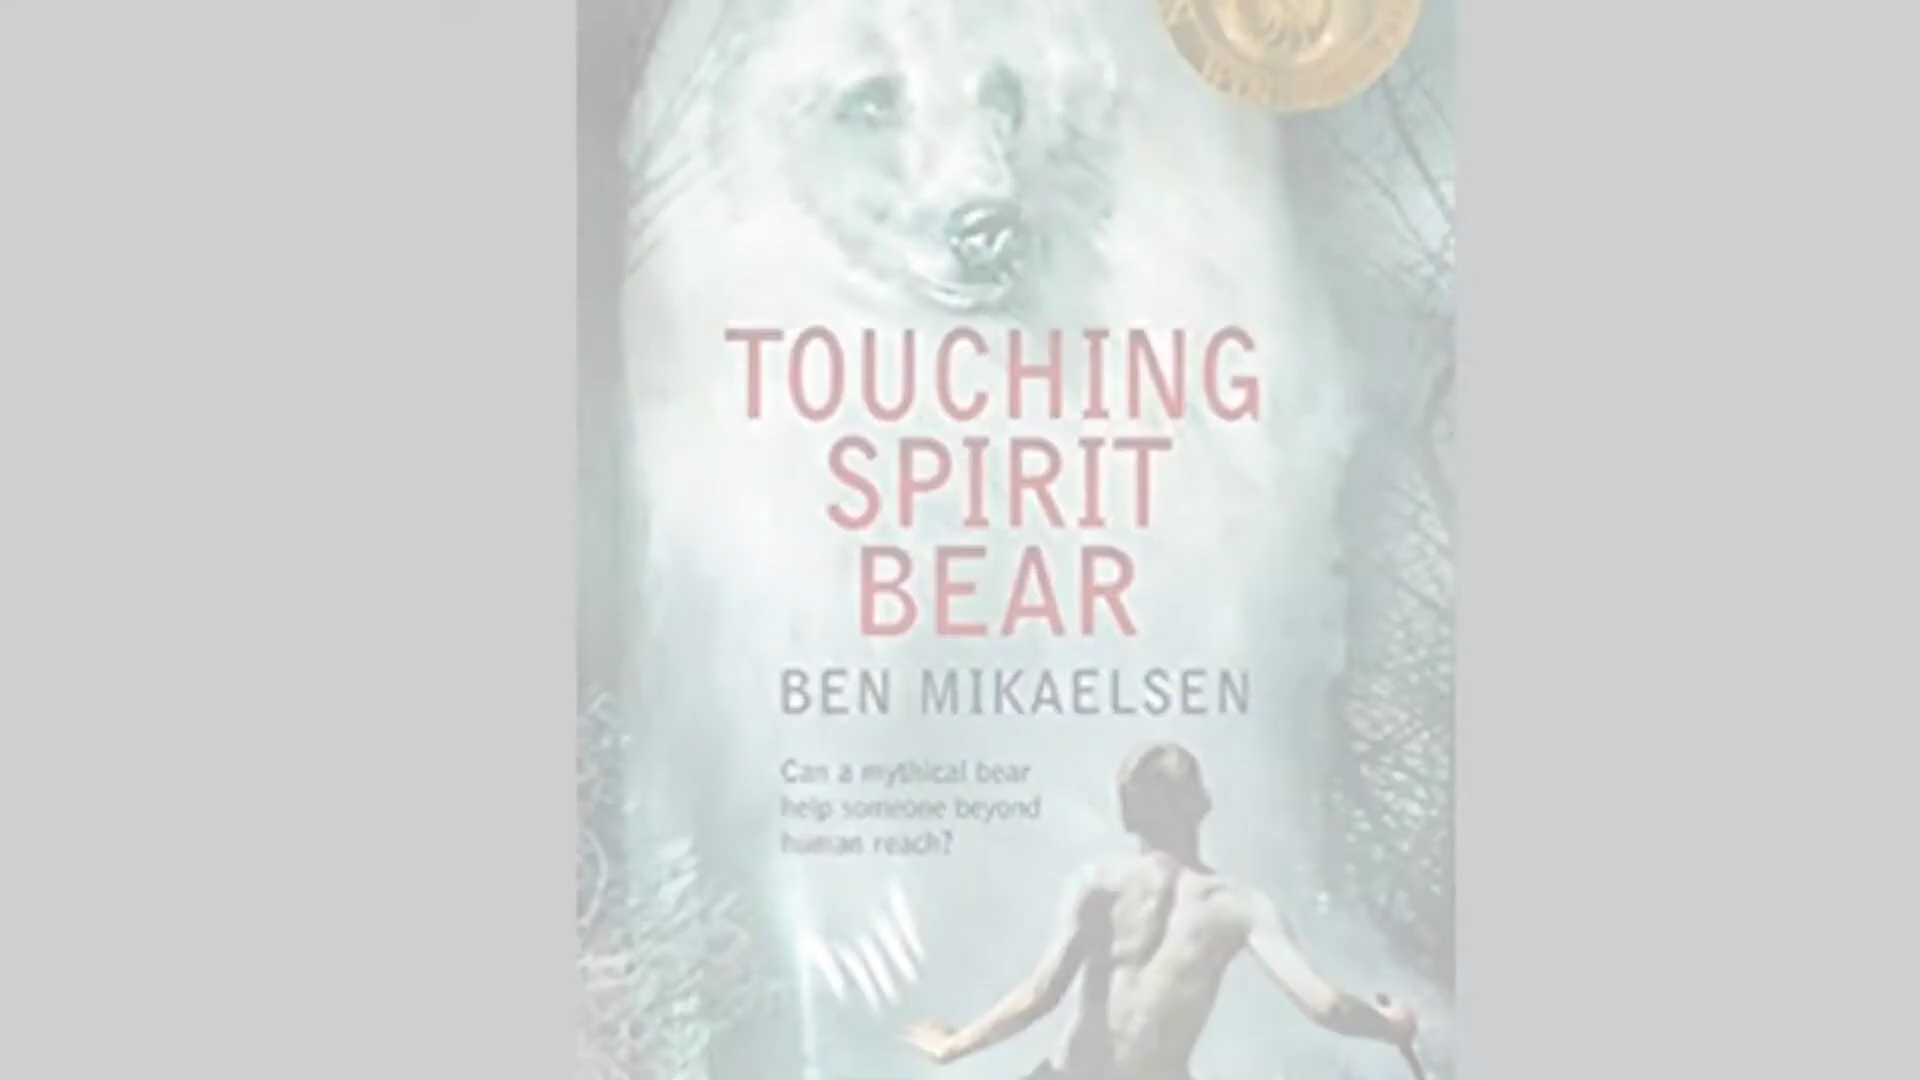 TOUCHING
SPIRIT
BEAR
BEN MIKAELSEN
Can a mythical bear
help someone beyond
human reach?